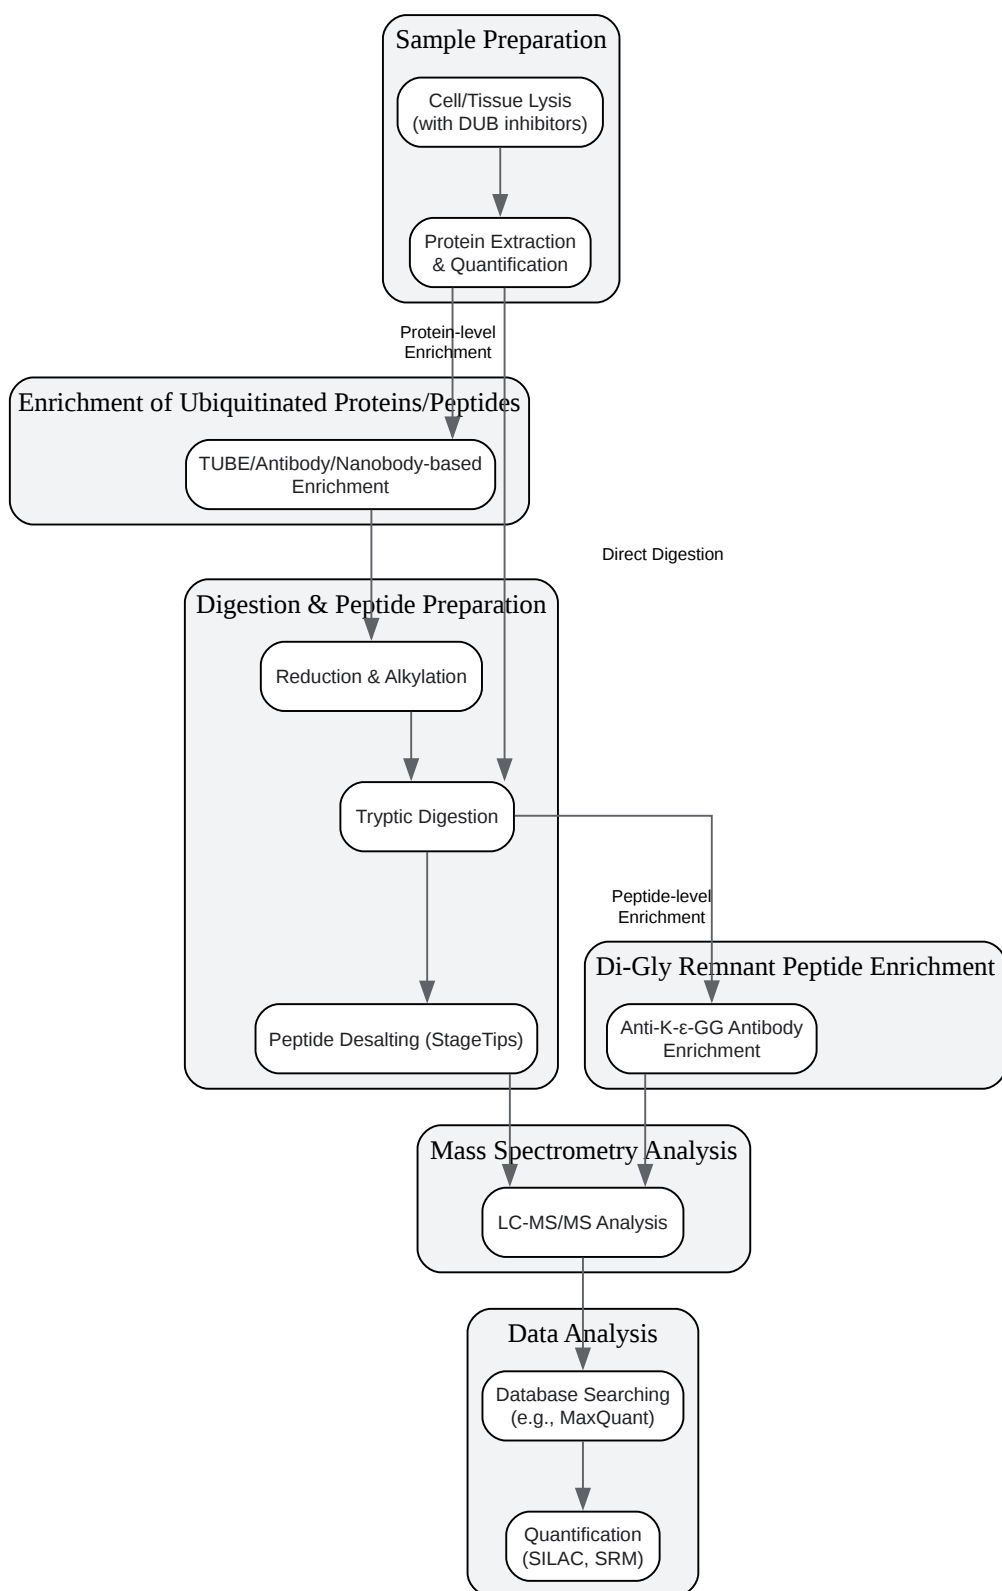 Sample Preparation
Cell/Tissue Lysis
(with DUB inhibitors)
Protein Extraction
& Quantification
Protein-level
Enrichment
Enrichment of Ubiquitinated Proteins/Peptides
TUBE/Antibody/Nanobody-based
Enrichment
Direct Digestion
Digestion & Peptide Preparation
Reduction & Alkylation
Tryptic Digestion
Peptide-level
Enrichment
Di-Gly Remnant Peptide Enrichment
Peptide Desalting (StageTips)
Anti-K-ε-GG Antibody
Enrichment
Mass Spectrometry Analysis
LC-MS/MS Analysis
Data Analysis
Database Searching
(e.g., MaxQuant)
Quantification
(SILAC, SRM)